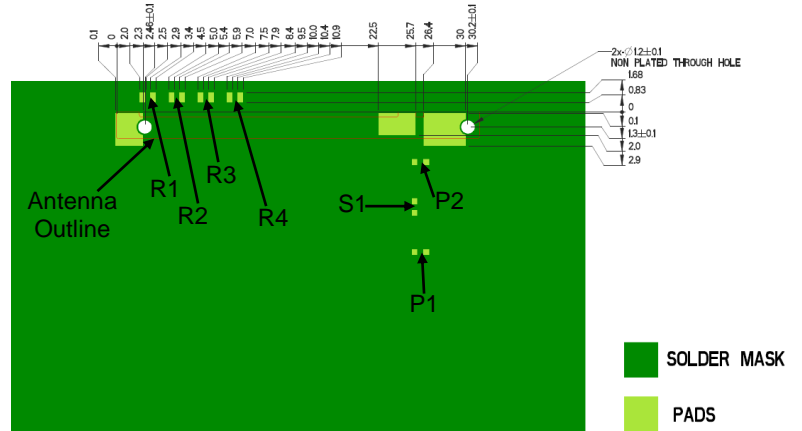 0.1
0
2.0
2.3
2.46±0.1
2.5
2.9
3.4
4.5
5.0
5.4
5.9
7.0
7.5
7.9
8.4
9.5
10.0
10.4
10.9
22.5
25.7
26.4
30
30.2±0.1
2x-∅1.2±0.1
NON PLATED THROUGH HOLE
1.68
0.83
0
0.1
1.3±0.1
2.0
2.9
Antenna
Outline
R1
R2
R3
R4
S1
P2
P1
SOLDER MASK
PADS